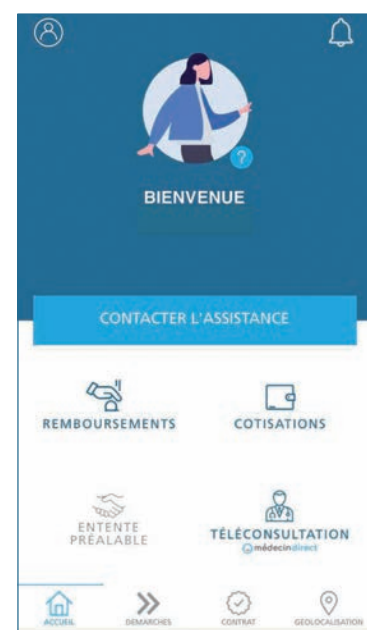 ?
BIENVENUE
CONTACTER L'ASSISTANCE
REMBOURSEMENTS
COTISATIONS
ENTENTE
PRÉALABLE
TÉLÉCONSULTATION
médecindirect
ACCUEIL
DEMARCHES
CONTRAT
GEOLOCALISATION